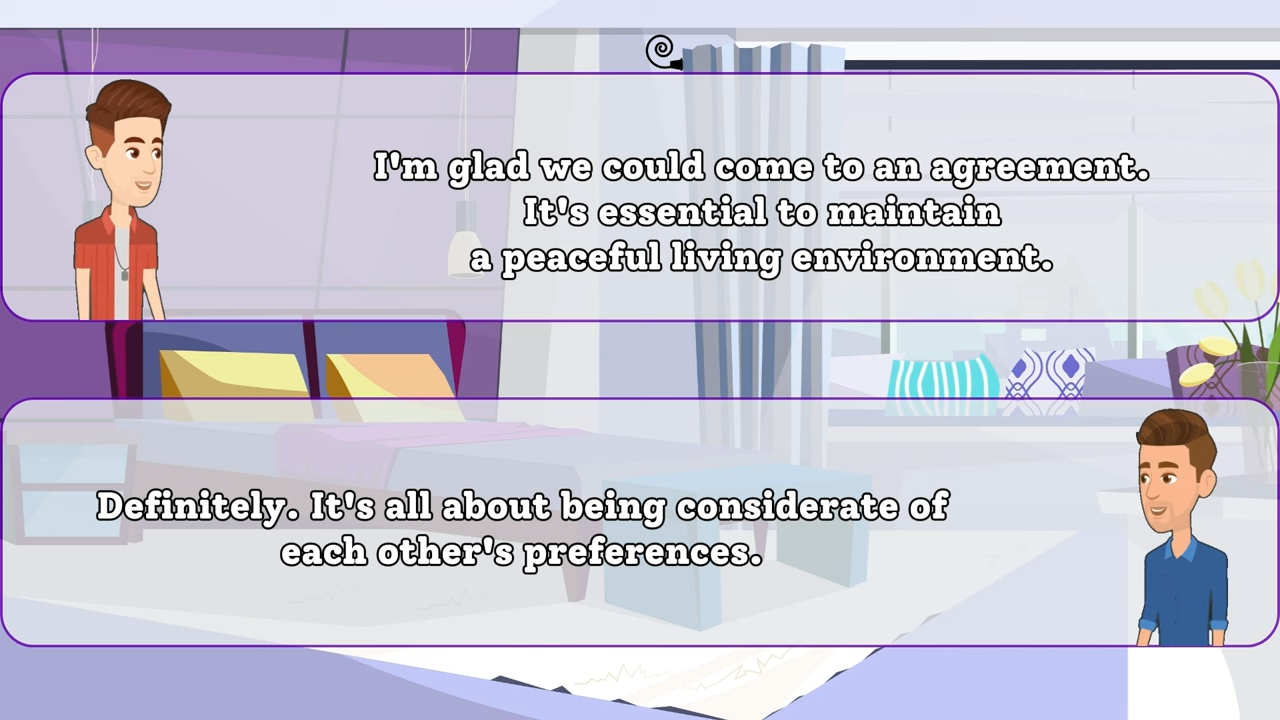 I'm glad we could come to an agreement.
It's essential to maintain
a peaceful living environment.
Definitely. It's all about being considerate of
each other's preferences.